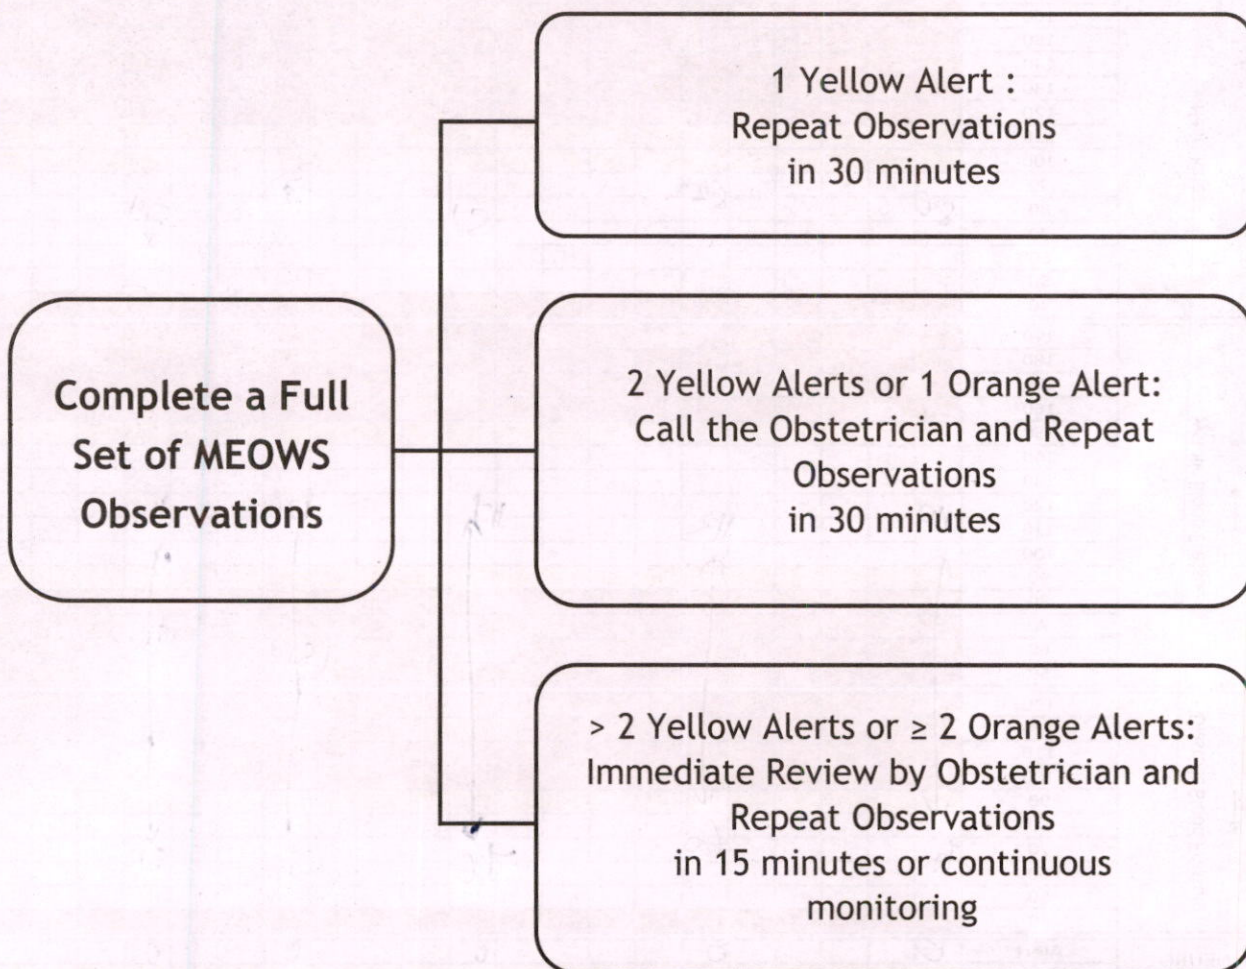 1 Yellow Alert :
Repeat Observations
in 30 minutes
Complete a Full
Set of MEOWS
Observations
2 Yellow Alerts or 1 Orange Alert:
Call the Obstetrician and Repeat
Observations
in 30 minutes
> 2 Yellow Alerts or ≥ 2 Orange Alerts:
Immediate Review by Obstetrician and
Repeat Observations
in 15 minutes or continuous
monitoring